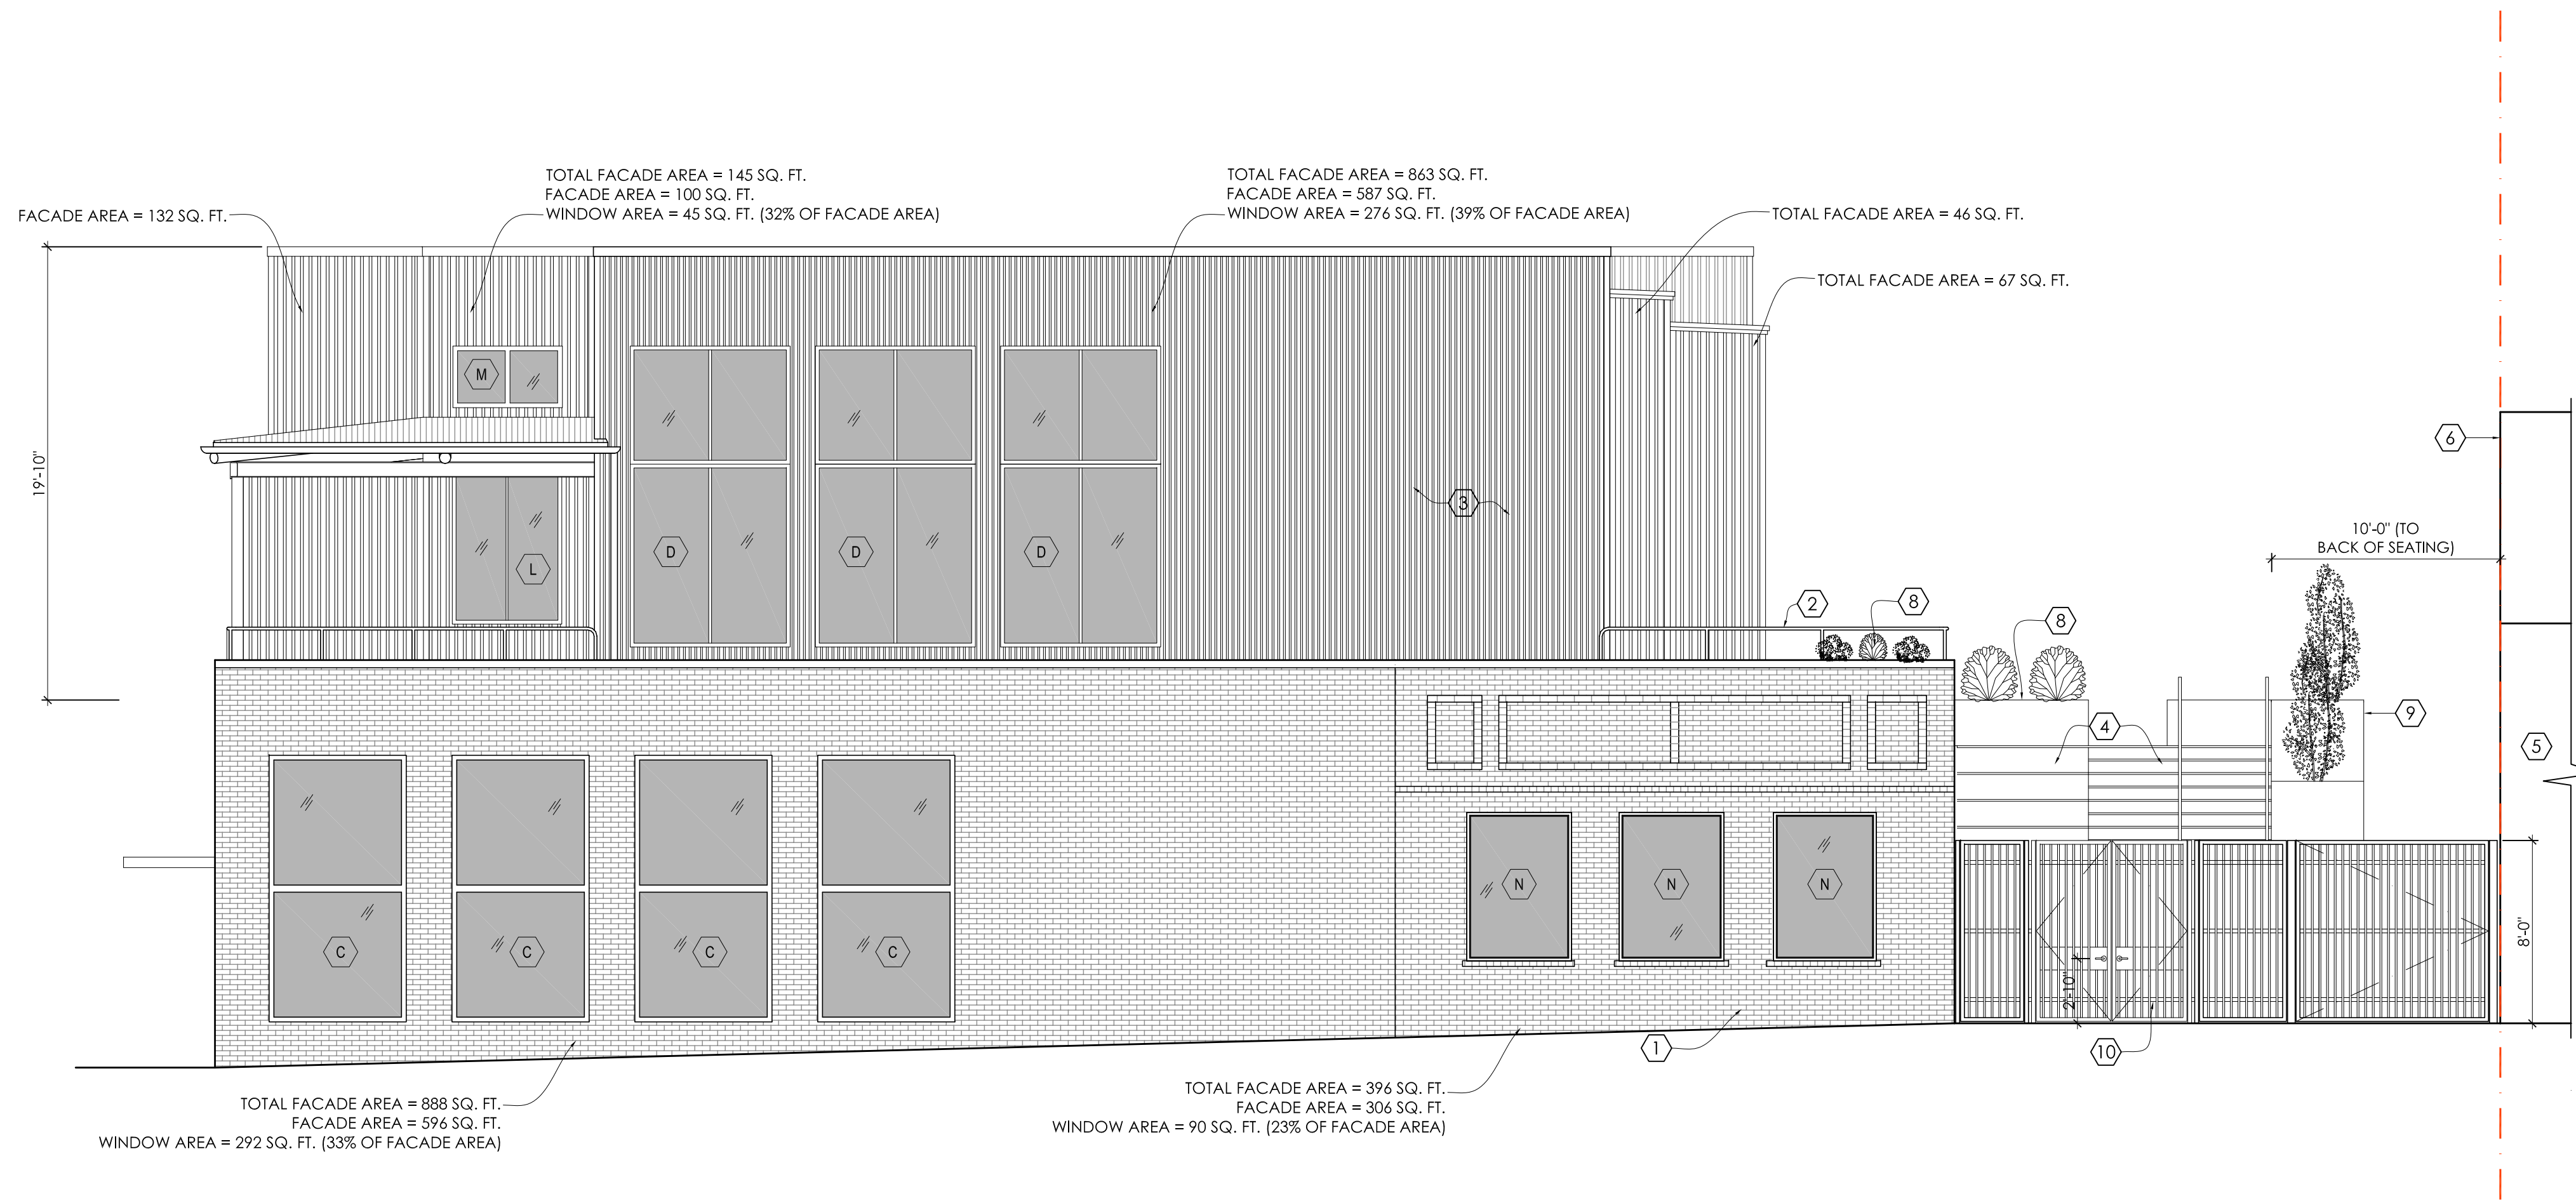 TOTAL FACADE AREA = 145 SQ. FT.
FACADE AREA = 100 SQ. FT.
WINDOW AREA = 45 SQ. FT. (32% OF FACADE AREA)
TOTAL FACADE AREA = 863 SQ. FT.
FACADE AREA = 587 SQ. FT.
WINDOW AREA = 276 SQ. FT. (39% OF FACADE AREA)
FACADE AREA = 132 SQ. FT.
TOTAL FACADE AREA = 46 SQ. FT.
TOTAL FACADE AREA = 67 SQ. FT.
M
6
19'-10"
3
10'-0" (TO
BACK OF SEATING)
D
D
D
L
2
8
8
9
4
5
N
N
N
C
C
C
C
8'-0"
2'-10"
1
10
TOTAL FACADE AREA = 888 SQ. FT.
FACADE AREA = 596 SQ. FT.
WINDOW AREA = 292 SQ. FT. (33% OF FACADE AREA)
TOTAL FACADE AREA = 396 SQ. FT.
FACADE AREA = 306 SQ. FT.
WINDOW AREA = 90 SQ. FT. (23% OF FACADE AREA)